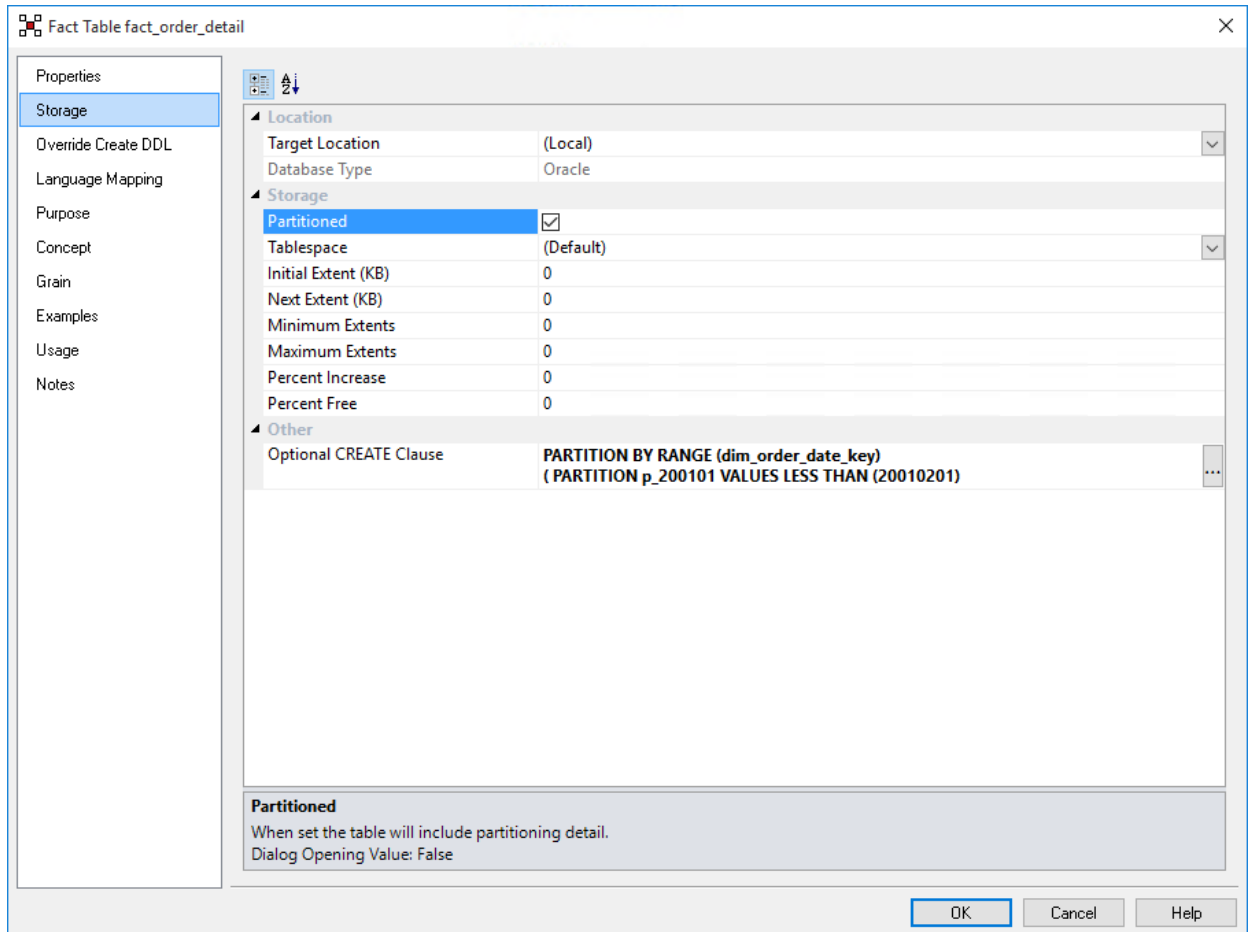 Fact Table fact_order_detail
Properties
Storage
Override Create DDL
Language Mapping
Purpose
Concept
Grain
Examples
Usage
Notes
Location
Target Location (Local)
Database Type Oracle
Storage
Partitioned
Tablespace (Default)
Initial Extent (KB) 0
Next Extent (KB) 0
Minimum Extents 0
Maximum Extents 0
Percent Increase 0
Percent Free 0
Other
Optional CREATE Clause PARTITION BY RANGE (dim_order_date_key)
( PARTITION p_200101 VALUES LESS THAN (20010201)
...
Partitioned
When set the table will include partitioning detail.
Dialog Opening Value: False
OK Cancel Help